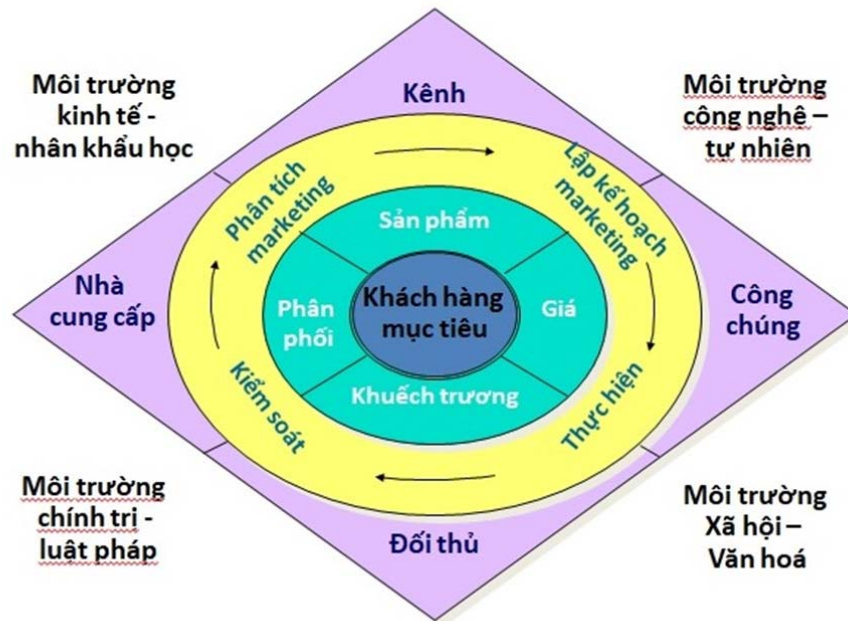 Môi trường
kinh tế -
nhân khẩu học
Kênh
Môi trường
công nghê –
tự nhiên
Phân tích
marketing
Lập kế hoạch
marketing
Sản phẩm
Nhà
cung cấp
Phân
phối
Khách hàng
mục tiêu
Giá
Công
chúng
Khuếch trương
Kiểm soát
Thực hiện
Môi trường
chính trị -
luật pháp
Đối thủ
Môi trường
Xã hội –
Văn hoá